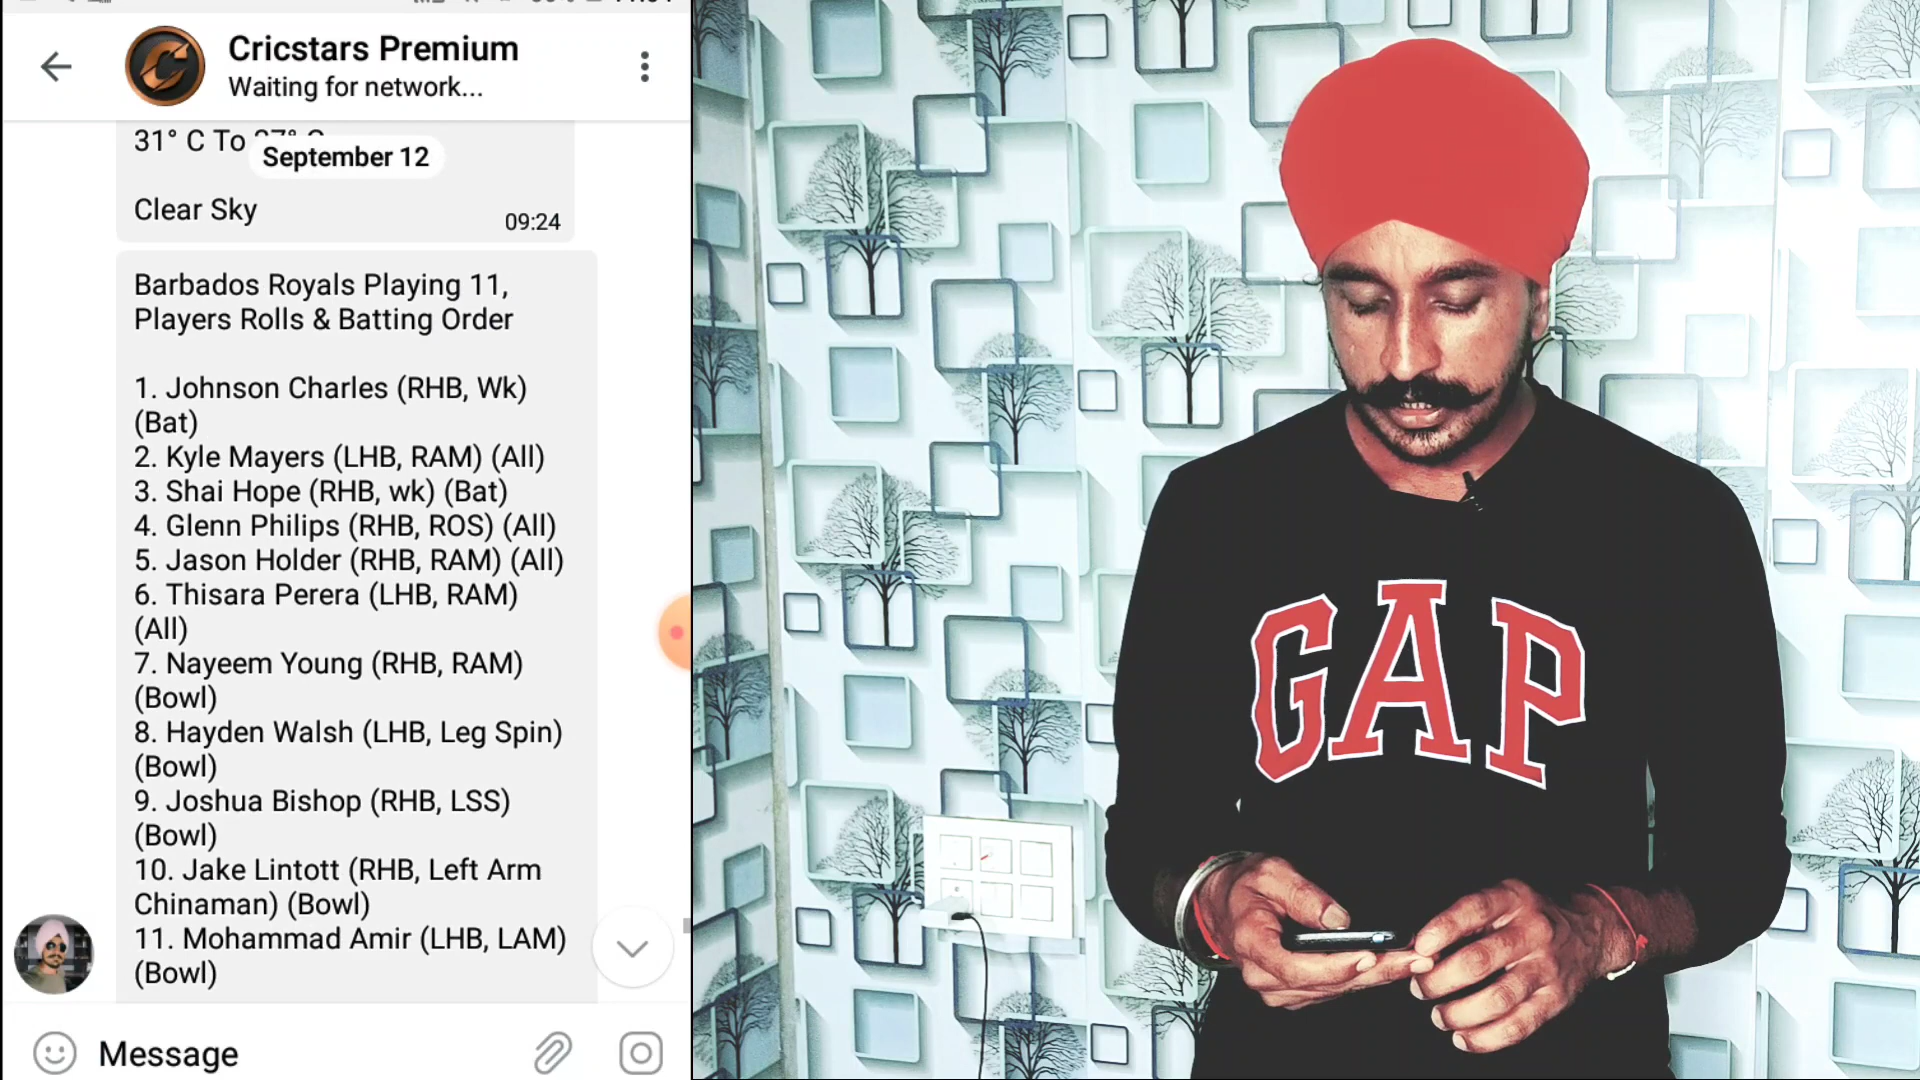 Cricstars Premium
Waiting for network...
31° C To
September 12
Clear Sky
09:24
Barbados Royals Playing 11,
Players Rolls & Batting Order
1. Johnson Charles (RHB, Wk)
(Bat)
2. Kyle Mayers (LHB, RAM) (All)
3. Shai Hope (RHB, wk) (Bat)
4. Glenn Philips (RHB, ROS) (All)
5. Jason Holder (RHB, RAM) (All)
6. Thisara Perera (LHB, RAM)
(All)
7. Nayeem Young (RHB, RAM)
(Bowl)
8. Hayden Walsh (LHB, Leg Spin)
(Bowl)
9. Joshua Bishop (RHB, LSS)
(Bowl)
10. Jake Lintott (RHB, Left Arm
Chinaman) (Bowl)
11. Mohammad Amir (LHB, LAM)
(Bowl)
Message
GAP